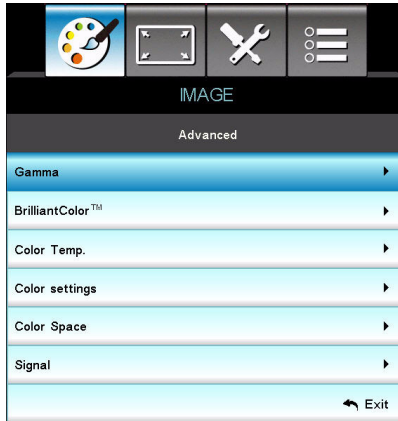 IMAGE
Advanced
Gamma
BrilliantColor™
Color Temp.
Color settings
Color Space
Signal
Exit